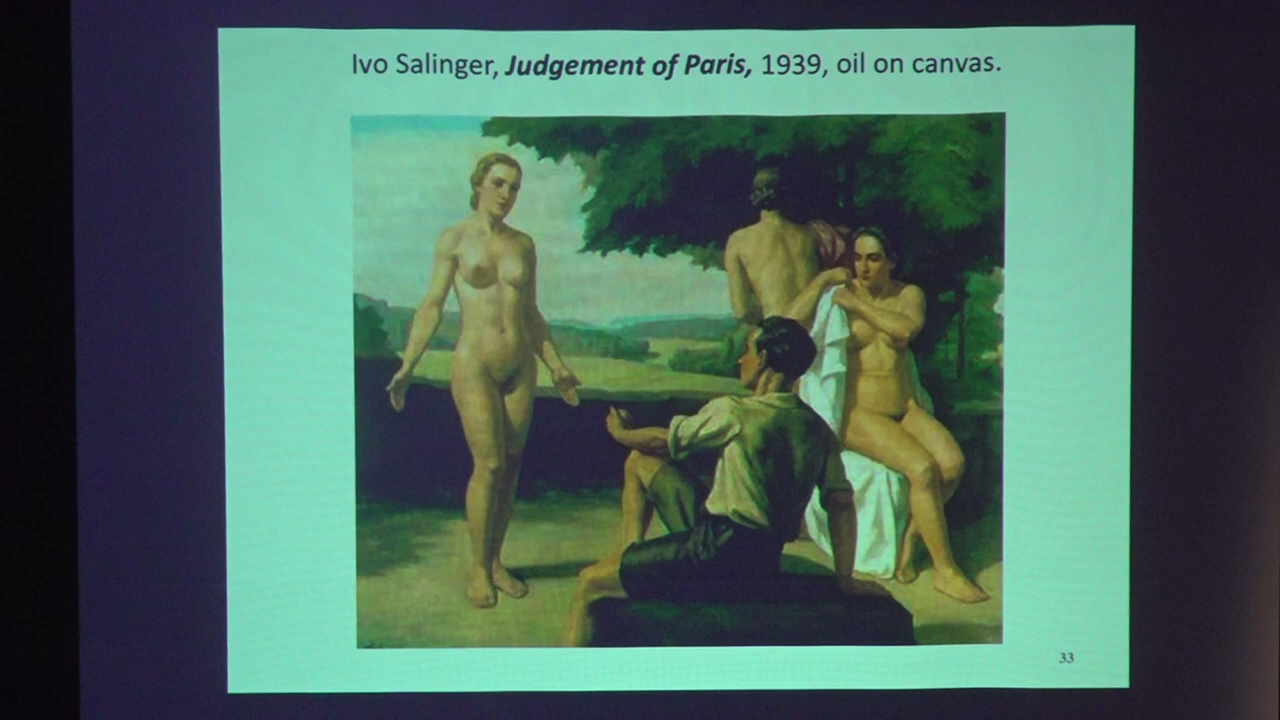 Ivo Salinger, Judgement of Paris, 1939, oil on canvas.
33